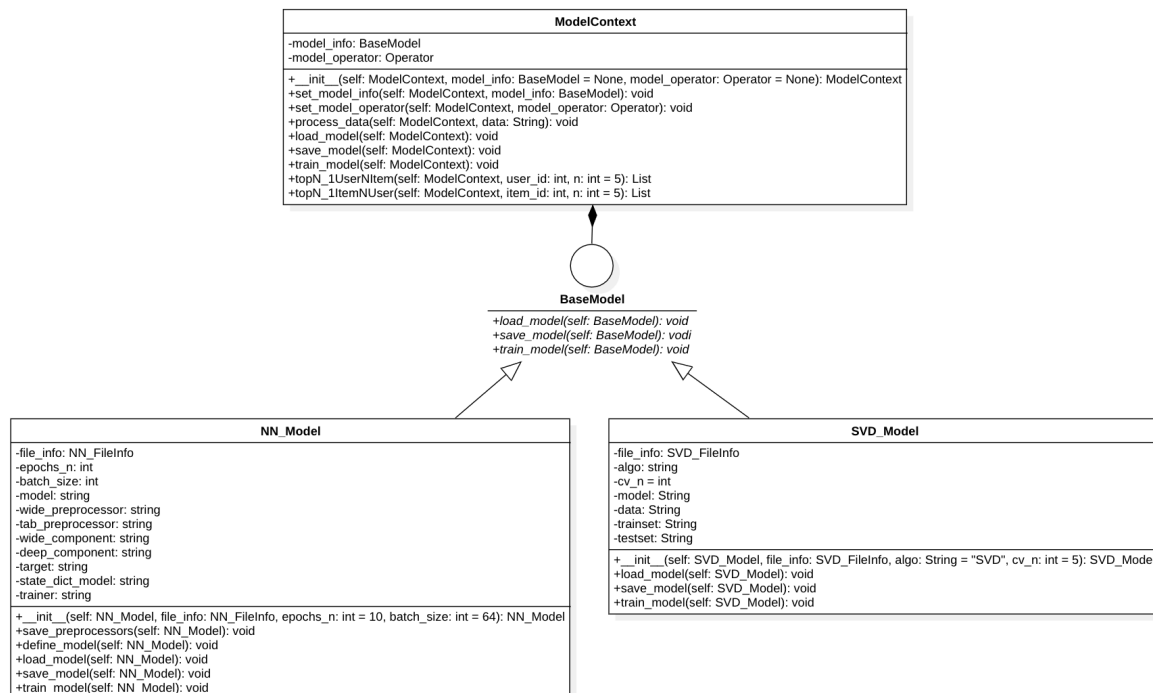 ModelContext
-model_info: BaseModel
-model_operator: Operator
+__init__(self: ModelContext, model_info: BaseModel = None, model_operator: Operator = None): ModelContext
+set_model_info(self: ModelContext, model_info: BaseModel): void
+set_model_operator(self: ModelContext, model_operator: Operator): void
+process_data(self: ModelContext, data: String): void
+load_model(self: ModelContext): void
+save_model(self: ModelContext): void
+train_model(self: ModelContext): void
+topN_1UserNItem(self: ModelContext, user_id: int, n: int = 5): List
+topN_1ItemNUser(self: ModelContext, item_id: int, n: int = 5): List
BaseModel
+load_model(self: BaseModel): void
+save_model(self: BaseModel): vodi
+train_model(self: BaseModel): void
NN_Model
-file_info: NN_FileInfo
-epochs_n: int
-batch_size: int
-model: string
-wide_preprocessor: string
-tab_preprocessor: string
-wide_component: string
-deep_component: string
-target: string
-state_dict_model: string
-trainer: string
+__init__(self: NN_Model, file_info: NN_FileInfo, epochs_n: int = 10, batch_size: int = 64): NN_Model
+save_preprocessors(self: NN_Model): void
+define_model(self: NN_Model): void
+load_model(self: NN_Model): void
+save_model(self: NN_Model): void
+train_model(self: NN_Model): void
SVD_Model
-file_info: SVD_FileInfo
-algo: string
-cv_n = int
-model: String
-data: String
-trainset: String
-testset: String
+__init__(self: SVD_Model, file_info: SVD_FileInfo, algo: String = "SVD", cv_n: int = 5): SVD_Mode
+load_model(self: SVD_Model): void
+save_model(self: SVD_Model): void
+train_model(self: SVD_Model): void